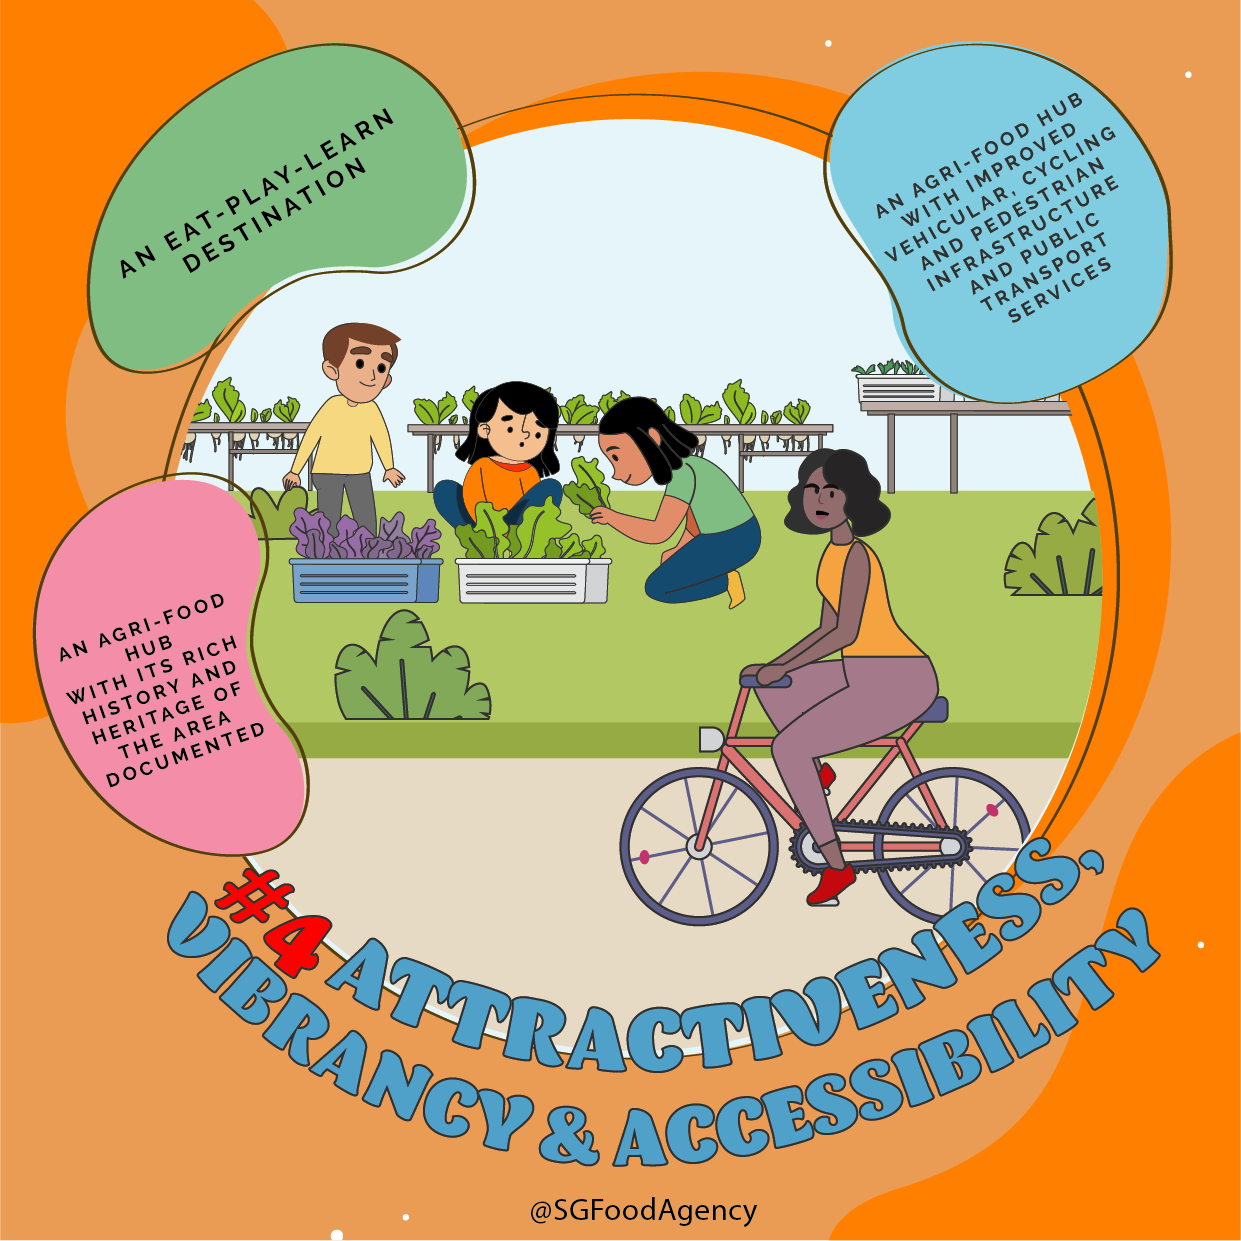 AN EAT-PLAY-LEARN
DESTINATION
AN AGRI-FOOD HUB
WITH IMPROVED
VEHICULAR, CYCLING
AND PEDESTRIAN
INFRASTRUCTURE
AND PUBLIC
TRANSPORT
SERVICES
AN AGRI-FOOD
HUB
WITH ITS RICH
HISTORY AND
HERITAGE OF
THE AREA
DOCUMENTED
#4 ATTRACTIVENESS,
VIBRANCY & ACCESSIBILITY
@SGFoodAgency